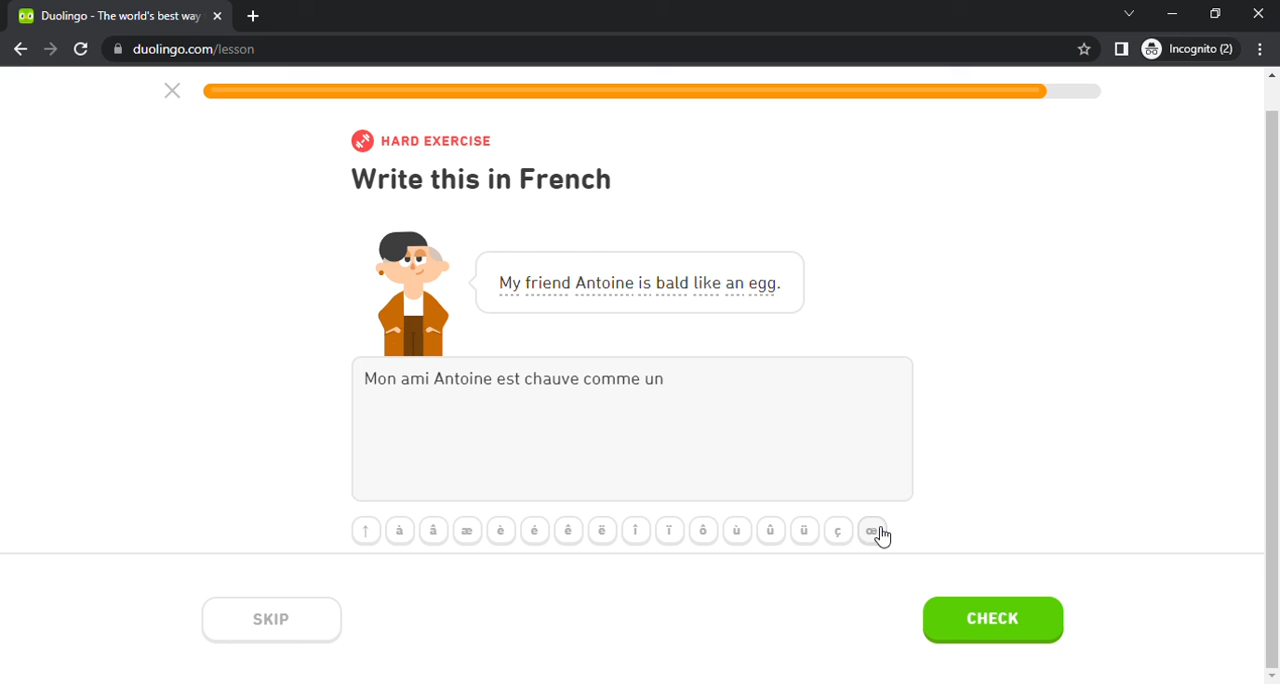 Duolingo - The world's best way
duolingo.com/lesson
Incognito (2)
HARD EXERCISE
Write this in French
My friend Antoine is bald like an egg.
Mon ami Antoine est chauve comme un
↑ à â æ è é ê ë î ï ô ù û ü ç œ
SKIP
CHECK